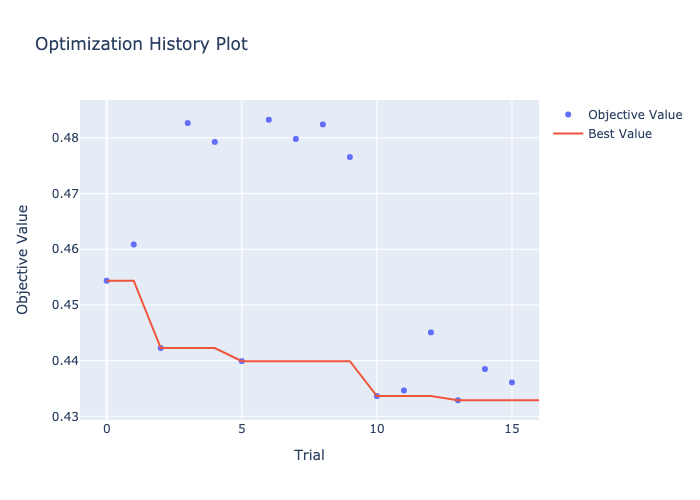 Optimization History Plot
Objective Value
Best Value
0.48
0.47
0.46
0.45
0.44
0.43
Objective Value
0
5
10
15
Trial